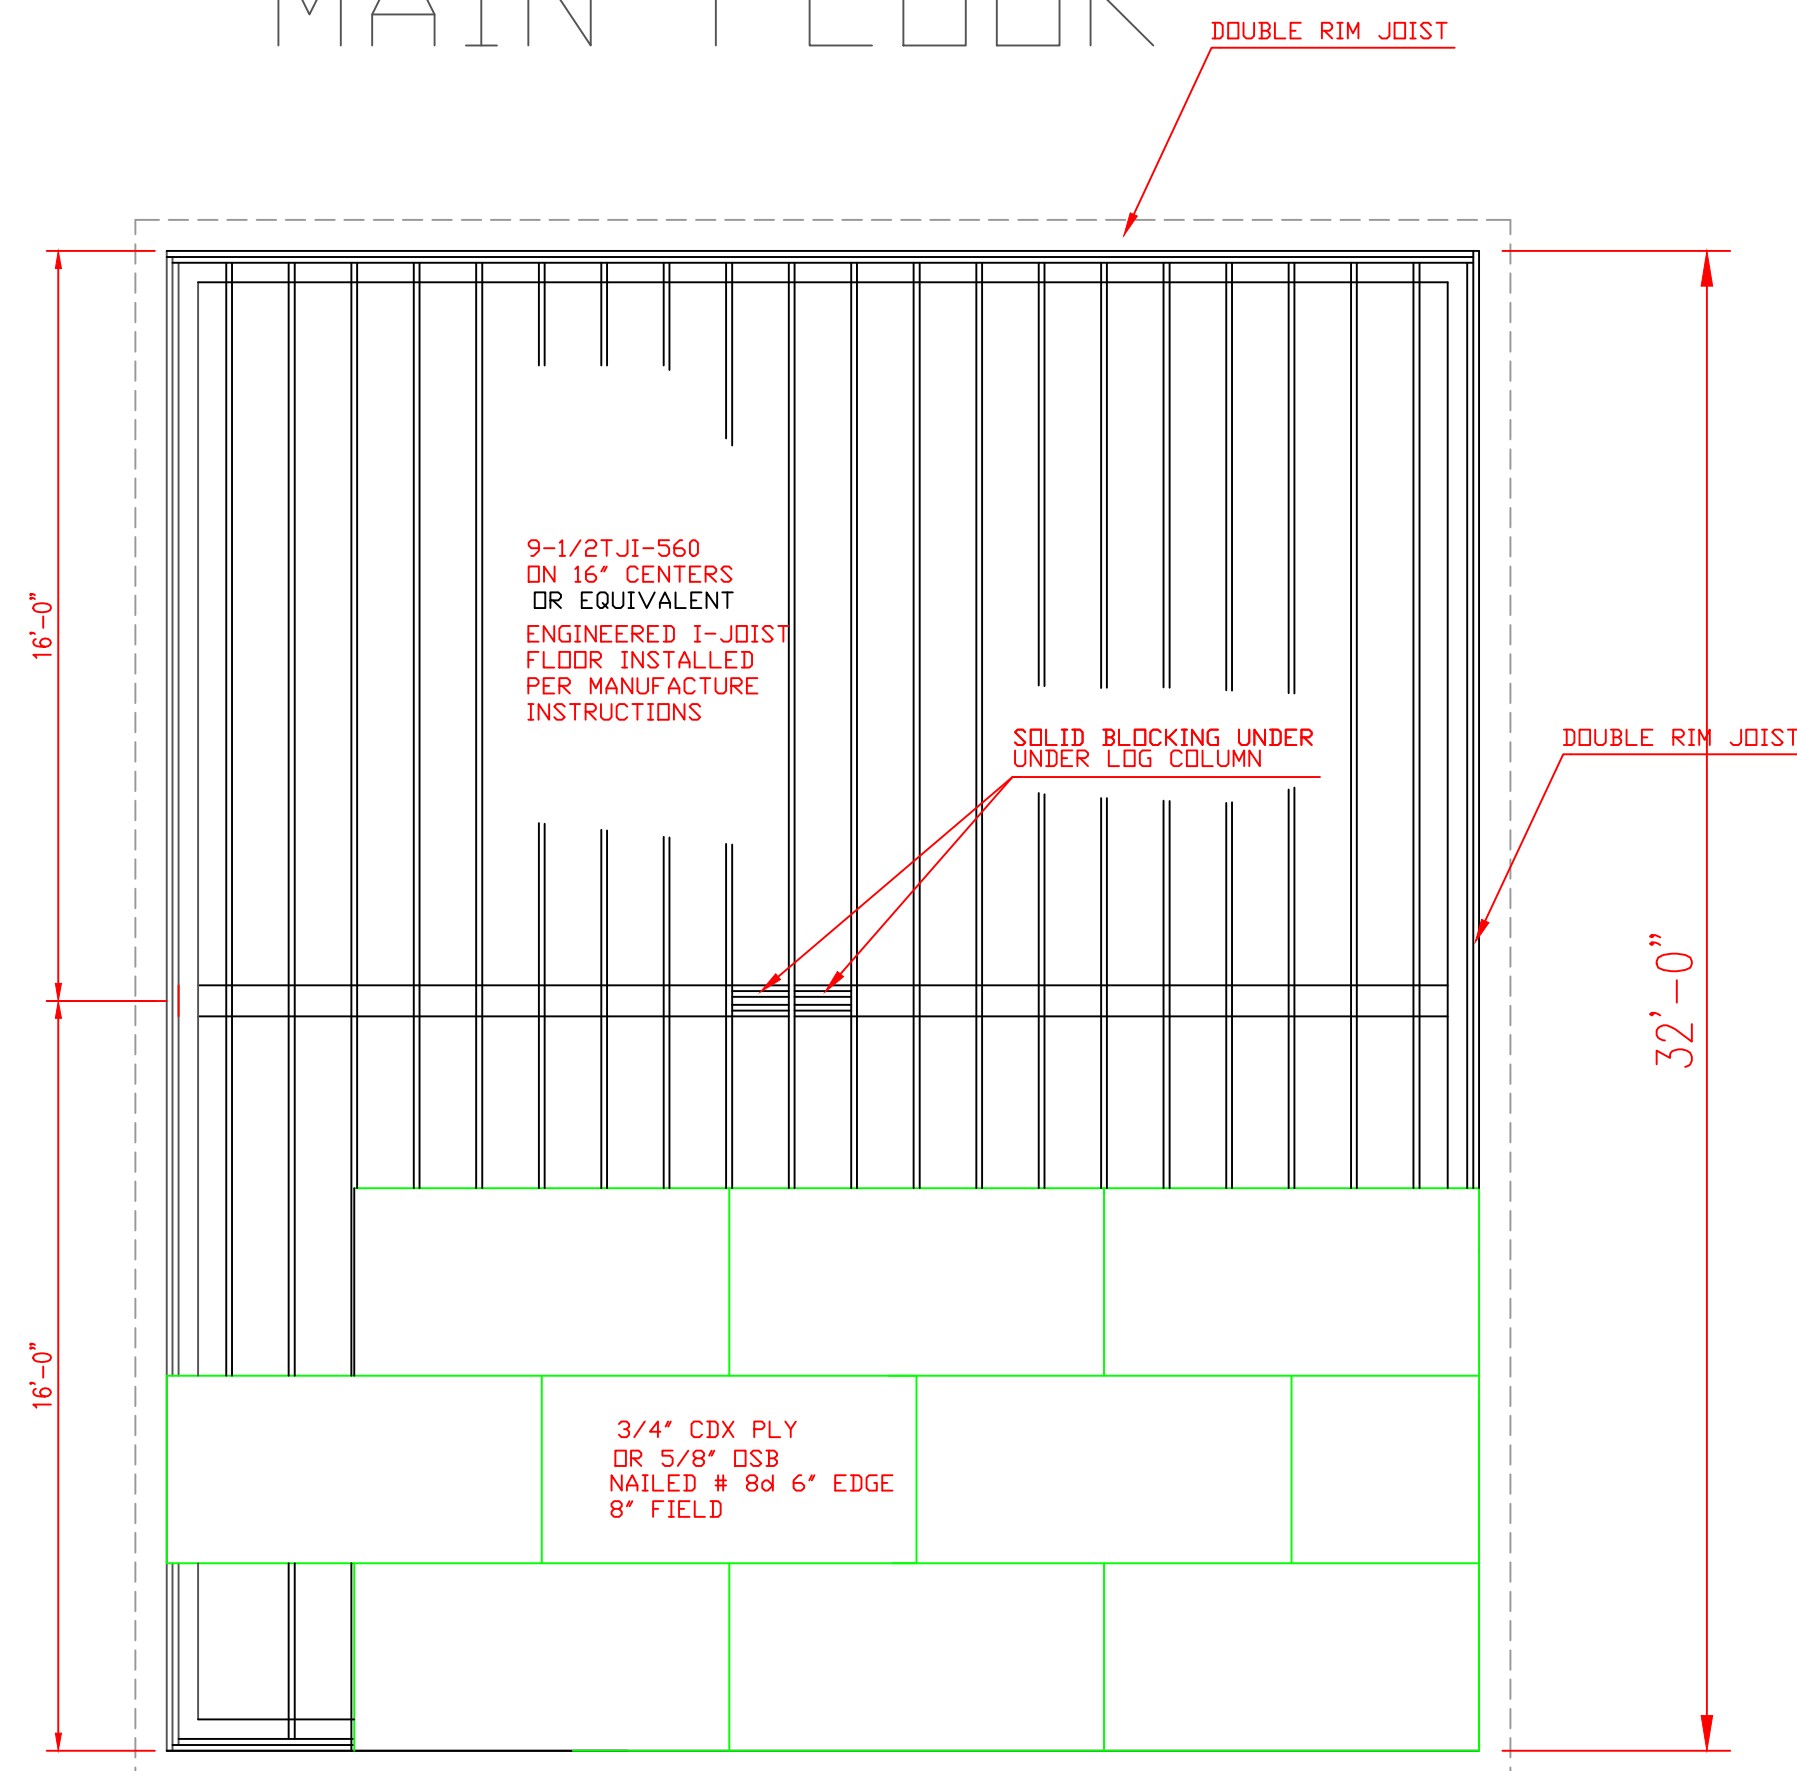 MAIN FLOOR
DOUBLE RIM JOIST
9-1/2TJI-560
ON 16" CENTERS
OR EQUIVALENT
ENGINEERED I-JOIST
FLOOR INSTALLED
PER MANUFACTURE
INSTRUCTIONS
16'-0"
SOLID BLOCKING UNDER
UNDER LOG COLUMN
DOUBLE RIM JOIST
32'-0"
16'-0"
3/4" CDX PLY
OR 5/8" OSB
NAILED # 8d 6" EDGE
8" FIELD